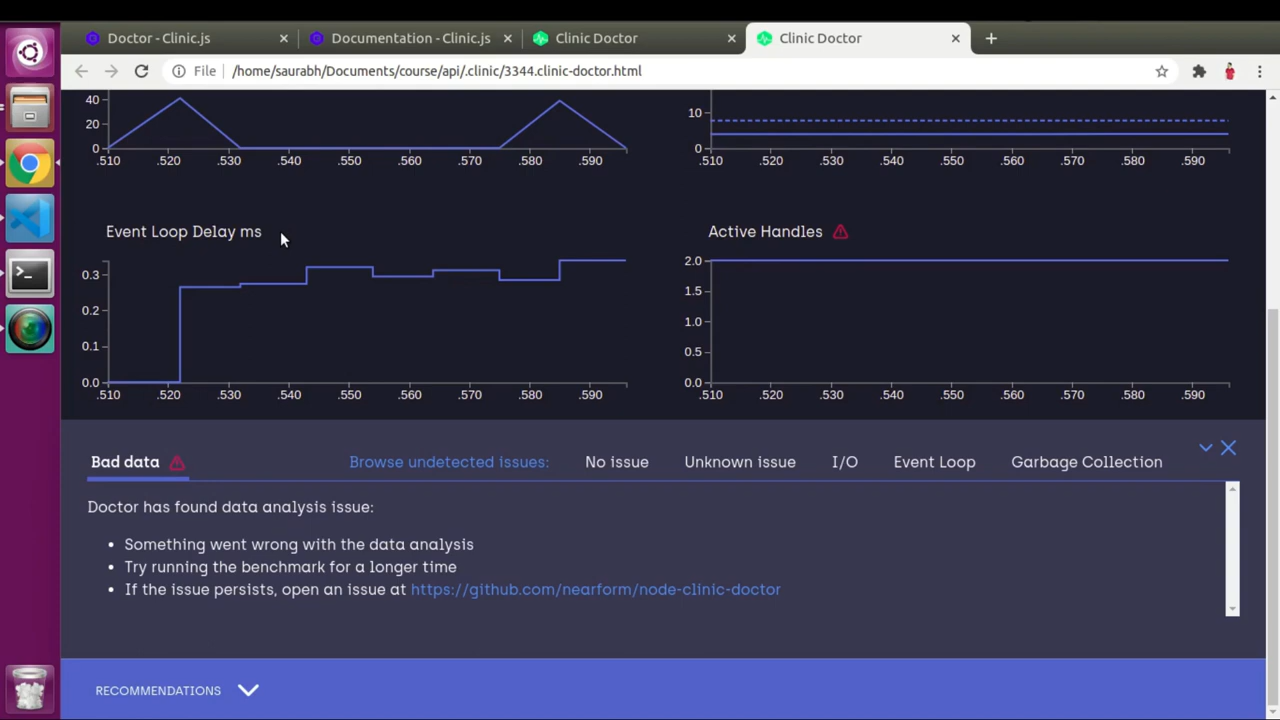 Doctor - Clinic.js
Documentation - Clinic.js
Clinic Doctor
Clinic Doctor
File /home/saurabh/Documents/course/api/.clinic/3344.clinic-doctor.html
40
20
0
.510 .520 .530 .540 .550 .560 .570 .580 .590
10
0
.510 .520 .530 .540 .550 .560 .570 .580 .590
Event Loop Delay ms
0.3
0.2
0.1
0.0
.510 .520 .530 .540 .550 .560 .570 .580 .590
Active Handles
2.0
1.5
1.0
0.5
0.0
.510 .520 .530 .540 .550 .560 .570 .580 .590
Bad data Browse undetected issues: No issue Unknown issue I/O Event Loop Garbage Collection
Doctor has found data analysis issue:
• Something went wrong with the data analysis
• Try running the benchmark for a longer time
• If the issue persists, open an issue at https://github.com/nearform/node-clinic-doctor
RECOMMENDATIONS